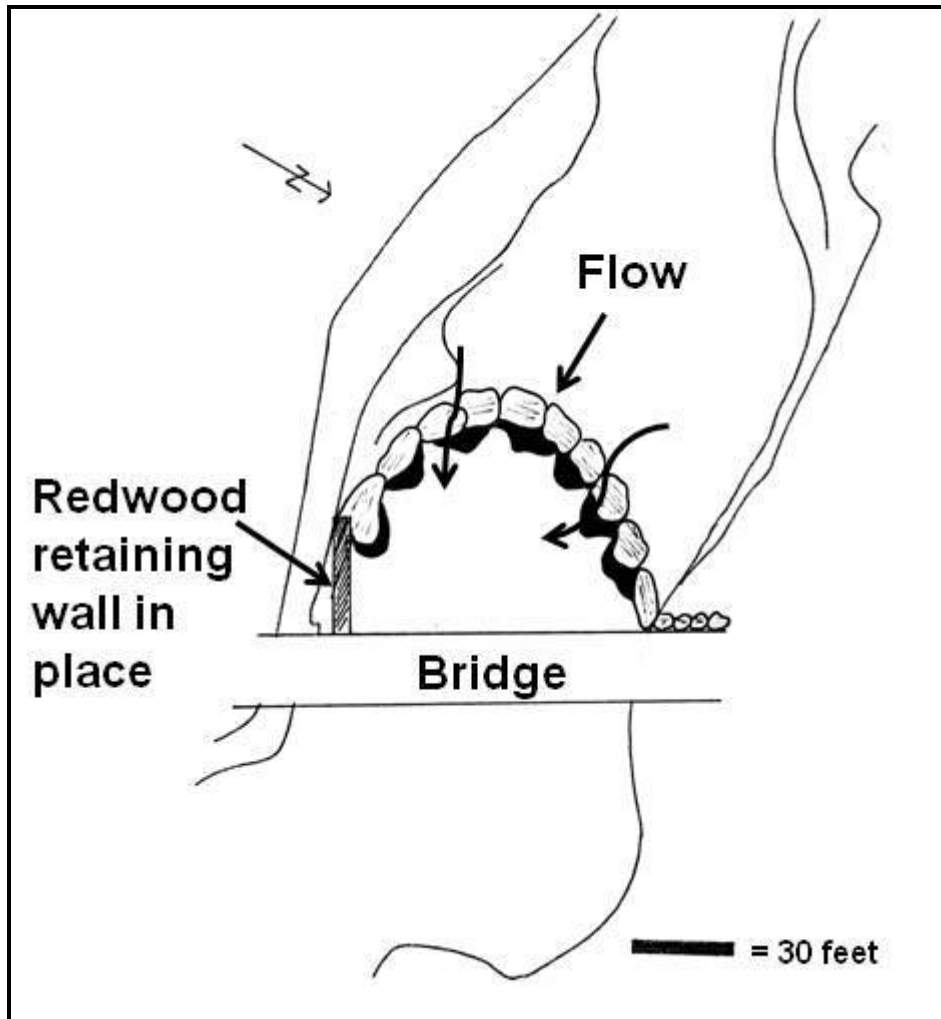 Z
Flow
Redwood
retaining
wall in
place
Bridge
= 30 feet